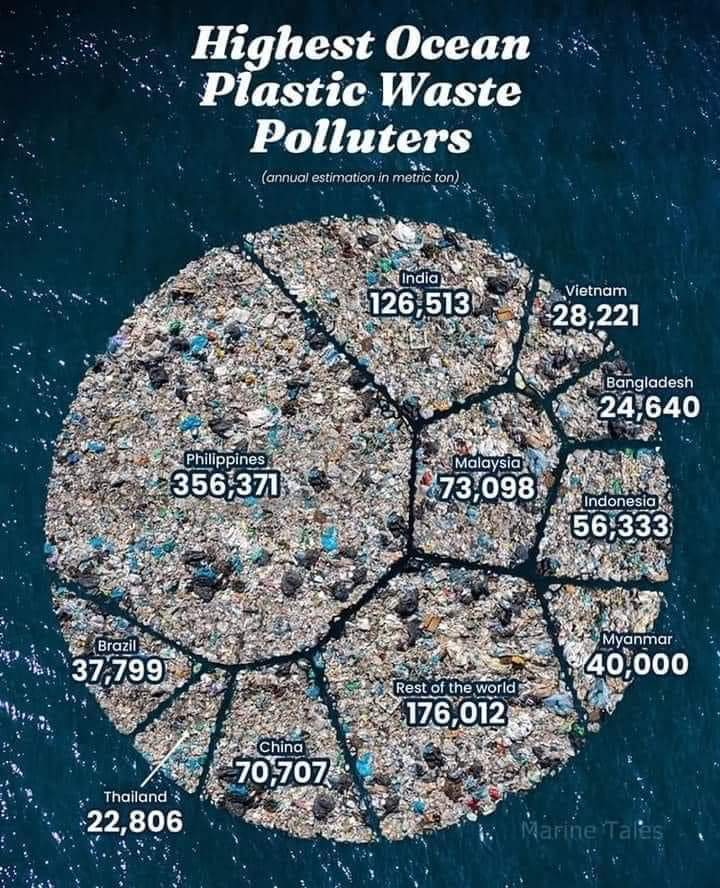 Highest Ocean
Plastic Waste
Polluters
(annual estimation in metric ton)
India
126,513
Vietnam
28,221
Bangladesh
24,640
Philippines
356,371
Malaysia
73,098
Indonesia
56,333
Brazil
37,799
Myanmar
40,000
Rest of the world
176,012
China
70,707
Thailand
22,806
Marine Tales